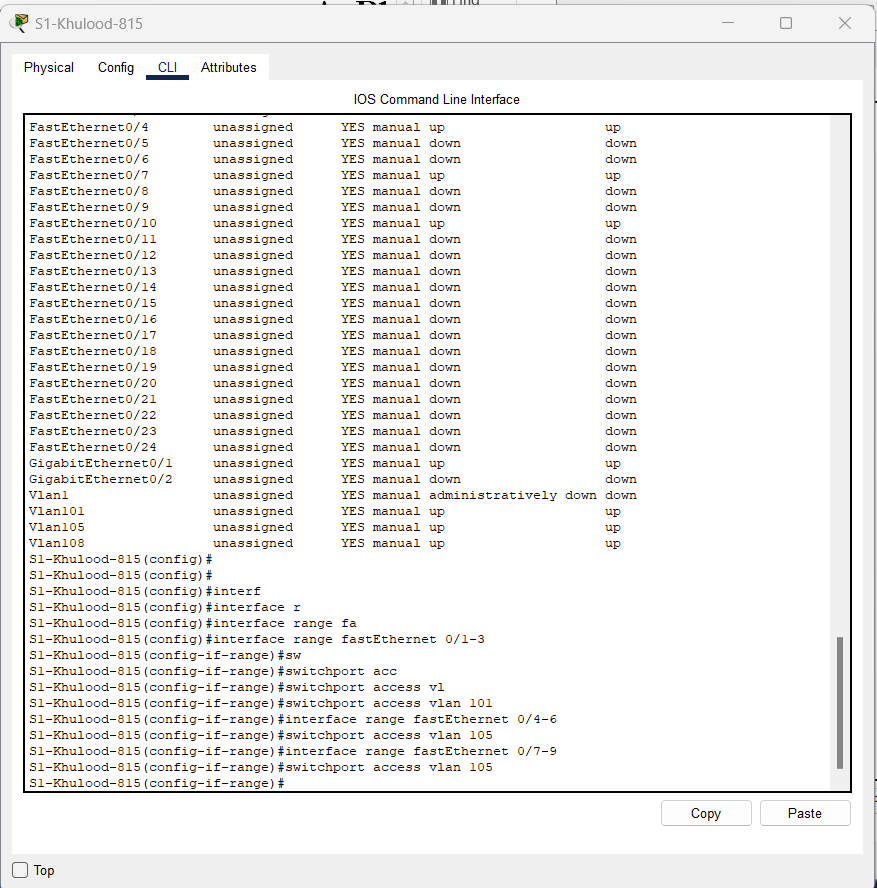 S1-Khulood-815
Physical Config CLI Attributes
IOS Command Line Interface
FastEthernet0/4 unassigned YES manual up up
FastEthernet0/5 unassigned YES manual down down
FastEthernet0/6 unassigned YES manual down down
FastEthernet0/7 unassigned YES manual up up
FastEthernet0/8 unassigned YES manual down down
FastEthernet0/9 unassigned YES manual down down
FastEthernet0/10 unassigned YES manual up up
FastEthernet0/11 unassigned YES manual down down
FastEthernet0/12 unassigned YES manual down down
FastEthernet0/13 unassigned YES manual down down
FastEthernet0/14 unassigned YES manual down down
FastEthernet0/15 unassigned YES manual down down
FastEthernet0/16 unassigned YES manual down down
FastEthernet0/17 unassigned YES manual down down
FastEthernet0/18 unassigned YES manual down down
FastEthernet0/19 unassigned YES manual down down
FastEthernet0/20 unassigned YES manual down down
FastEthernet0/21 unassigned YES manual down down
FastEthernet0/22 unassigned YES manual down down
FastEthernet0/23 unassigned YES manual down down
FastEthernet0/24 unassigned YES manual down down
GigabitEthernet0/1 unassigned YES manual up up
GigabitEthernet0/2 unassigned YES manual down down
Vlan1 unassigned YES manual administratively down down
Vlan101 unassigned YES manual up up
Vlan105 unassigned YES manual up up
Vlan108 unassigned YES manual up up
S1-Khulood-815(config)#
S1-Khulood-815(config)#
S1-Khulood-815(config)#interf
S1-Khulood-815(config)#interface r
S1-Khulood-815(config)#interface range fa
S1-Khulood-815(config)#interface range fastEthernet 0/1-3
S1-Khulood-815(config-if-range)#sw
S1-Khulood-815(config-if-range)#switchport acc
S1-Khulood-815(config-if-range)#switchport access vl
S1-Khulood-815(config-if-range)#switchport access vlan 101
S1-Khulood-815(config-if-range)#interface range fastEthernet 0/4-6
S1-Khulood-815(config-if-range)#switchport access vlan 105
S1-Khulood-815(config-if-range)#interface range fastEthernet 0/7-9
S1-Khulood-815(config-if-range)#switchport access vlan 105
S1-Khulood-815(config-if-range)#
Copy Paste
Top